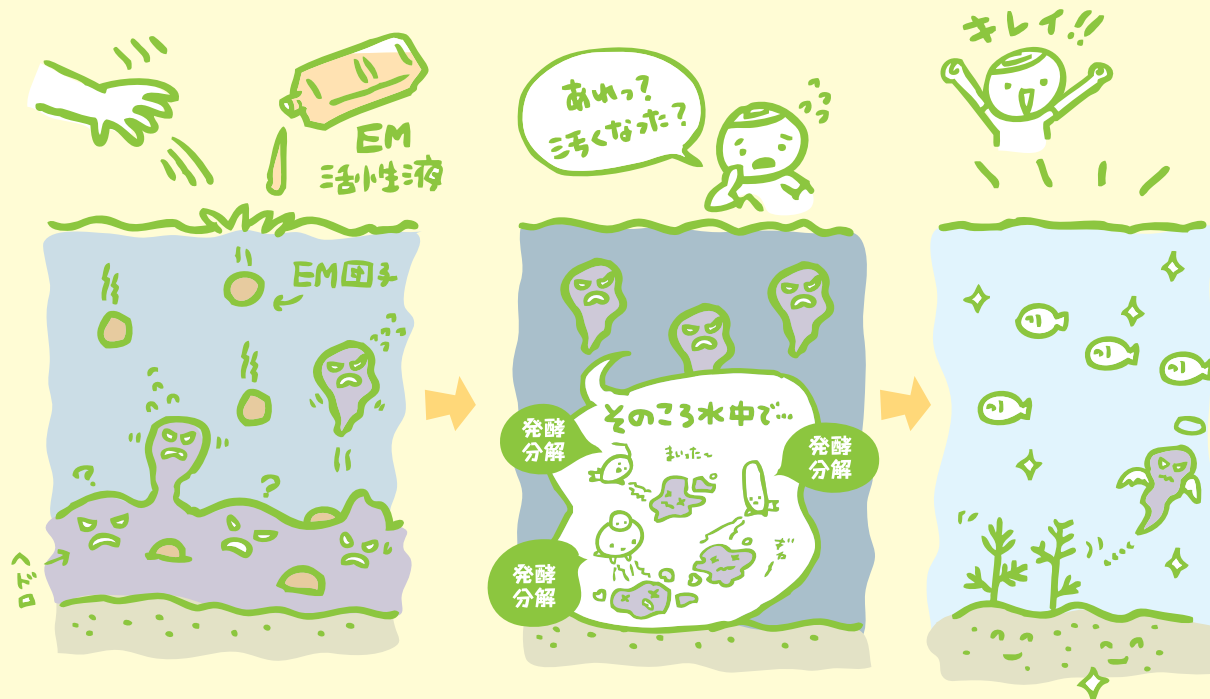 EM
活性液
EM団子
?
?
ヘドロ
あれっ?
汚くなった?
そのころ水中で…
発酵
分解
まいった~
発酵
分解
発酵
分解
ギャ
キレイ!!